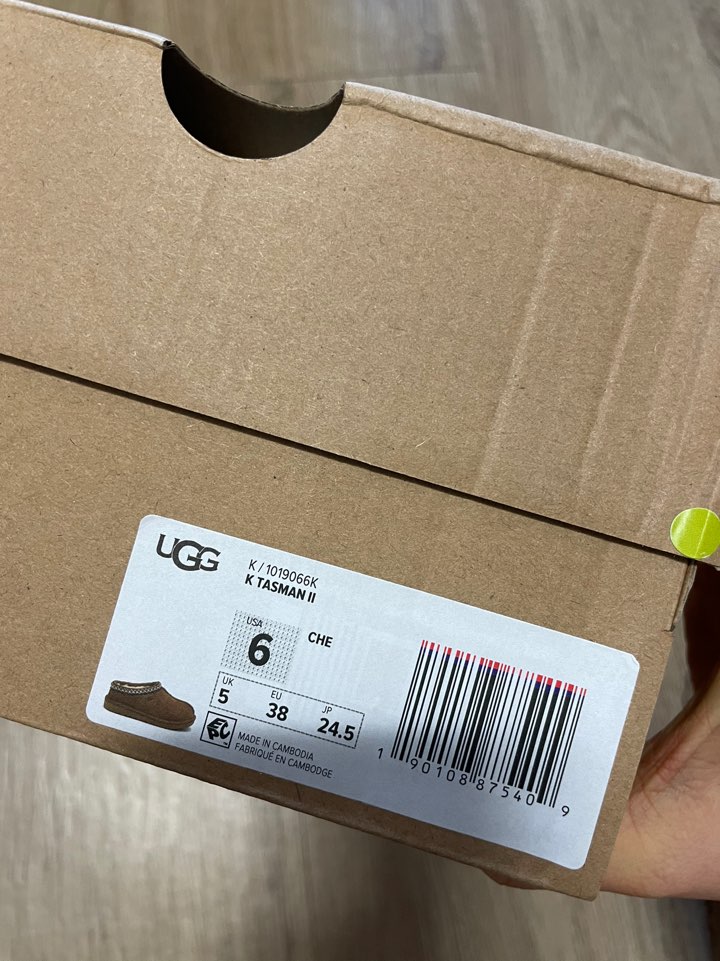 UGG
K / 1019066K
K TASMAN II
USA
6
CHE
UK
5
EU
38
JP
24.5
MADE IN CAMBODIA
FABRIQUÉ EN CAMBODGE
1 90108 87540 9